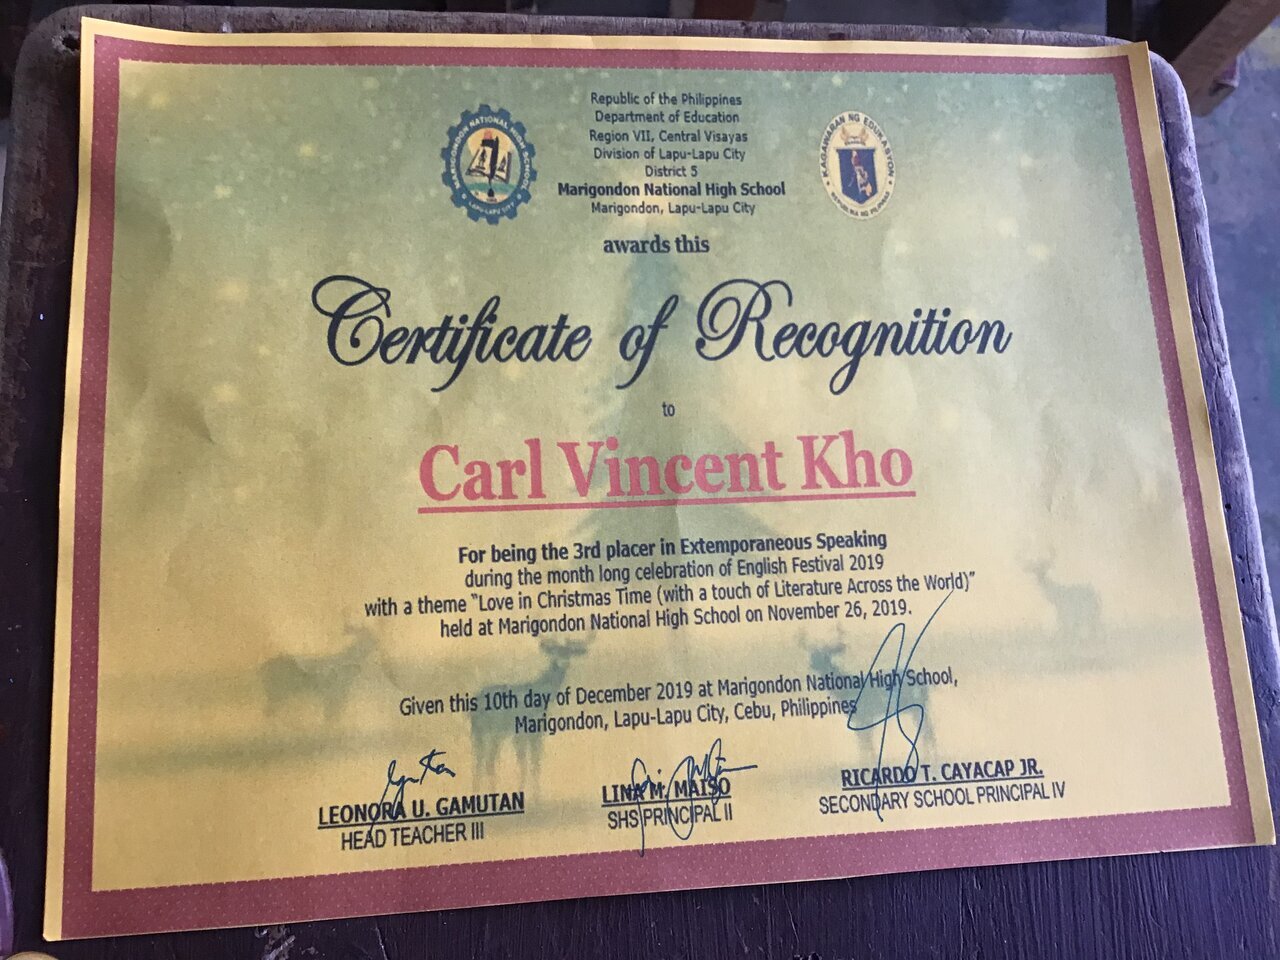 Republic of the Philippines
Department of Education
Region VII, Central Visayas
Division of Lapu-Lapu City
District 5
Marigondon National High School
Marigondon, Lapu-Lapu City
MARIGONDON NATIONAL HIGH SCHOOL
LAPU-LAPU CITY
KAGAWARAN NG EDUKASYON
REPUBLIKA NG PILIPINAS
awards this
Certificate of Recognition
to
Carl Vincent Kho
For being the 3rd placer in Extemporaneous Speaking
during the month long celebration of English Festival 2019
with a theme "Love in Christmas Time (with a touch of Literature Across the World)"
held at Marigondon National High School on November 26, 2019.
Given this 10th day of December 2019 at Marigondon National High School,
Marigondon, Lapu-Lapu City, Cebu, Philippines
LEONORA U. GAMUTAN
HEAD TEACHER III
LINA M. MAISO
SHS PRINCIPAL II
RICARDO T. CAYACAP JR.
SECONDARY SCHOOL PRINCIPAL IV